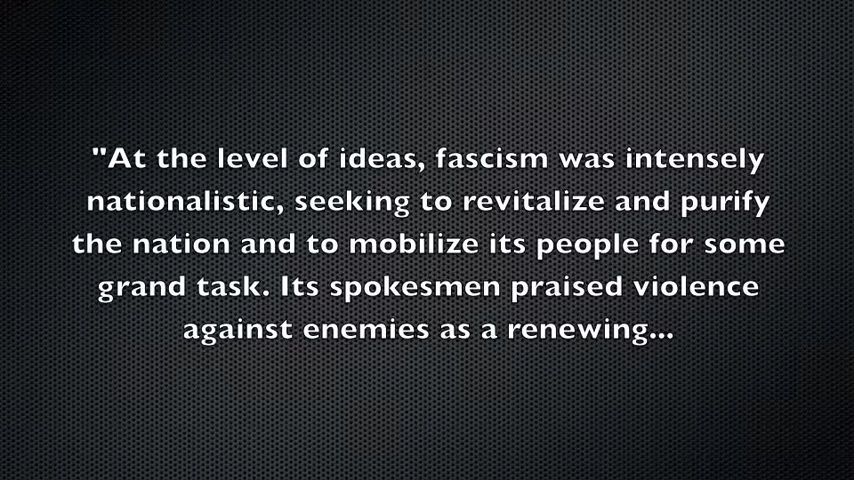 "At the level of ideas, fascism was intensely
nationalistic, seeking to revitalize and purify
the nation and to mobilize its people for some
grand task. Its spokesmen praised violence
against enemies as a renewing...